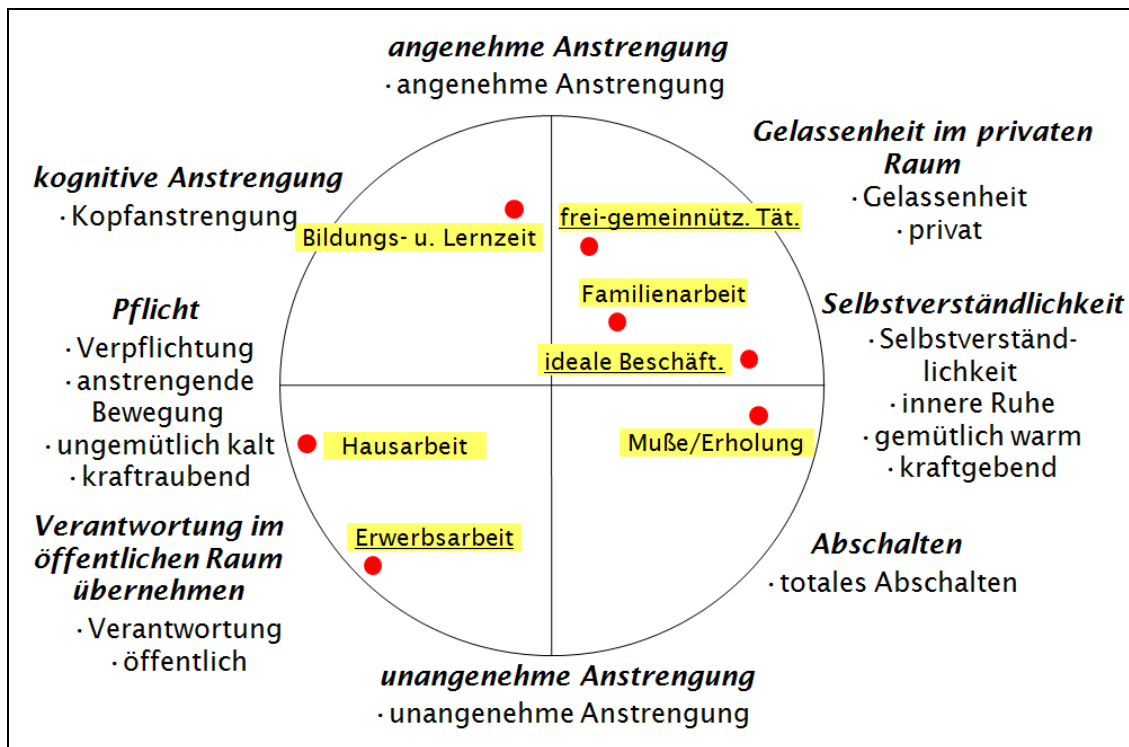 angenehme Anstrengung
· angenehme Anstrengung
Gelassenheit im privaten
Raum
· Gelassenheit
· privat
kognitive Anstrengung
· Kopfanstrengung
Bildungs- u. Lernzeit
frei-gemeinnütz. Tät.
Familienarbeit
ideale Beschäft.
Pflicht
· Verpflichtung
· anstrengende
Bewegung
· ungemütlich kalt
· kraftraubend
Selbstverständlichkeit
· Selbstverständ-
lichkeit
· innere Ruhe
· gemütlich warm
· kraftgebend
Hausarbeit
Muße/Erholung
Verantwortung im
öffentlichen Raum
übernehmen
· Verantwortung
· öffentlich
Erwerbsarbeit
Abschalten
· totales Abschalten
unangenehme Anstrengung
· unangenehme Anstrengung